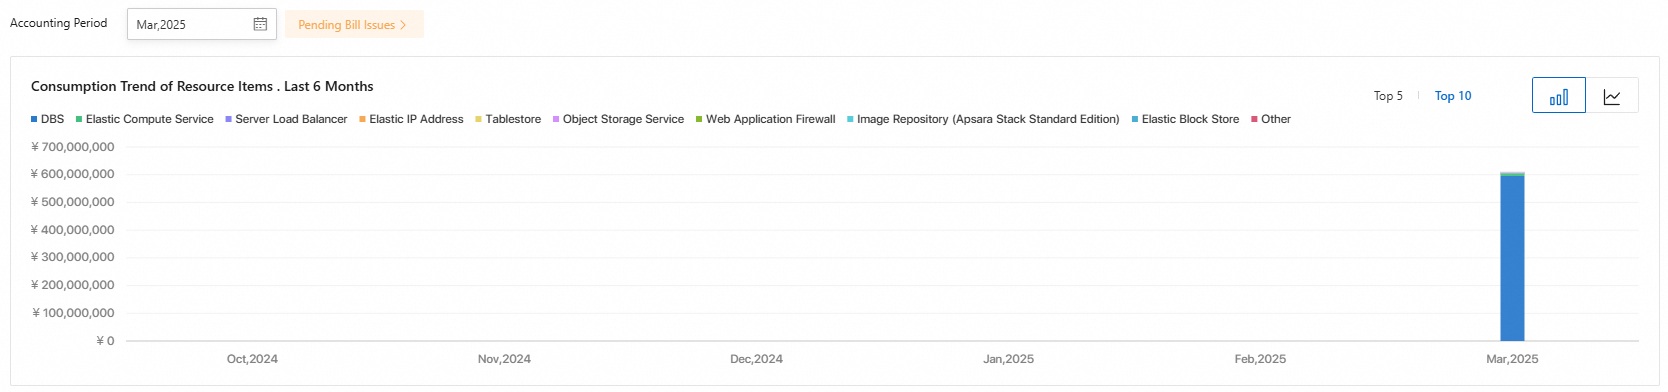 Accounting Period Mar,2025 Pending Bill Issues >
Consumption Trend of Resource Items . Last 6 Months
Top 5 | Top 10
DBS Elastic Compute Service Server Load Balancer Elastic IP Address Tablestore Object Storage Service Web Application Firewall Image Repository (Apsara Stack Standard Edition) Elastic Block Store Other
¥ 700,000,000
¥ 600,000,000
¥ 500,000,000
¥ 400,000,000
¥ 300,000,000
¥ 200,000,000
¥ 100,000,000
¥ 0
Oct,2024 Nov,2024 Dec,2024 Jan,2025 Feb,2025 Mar,2025